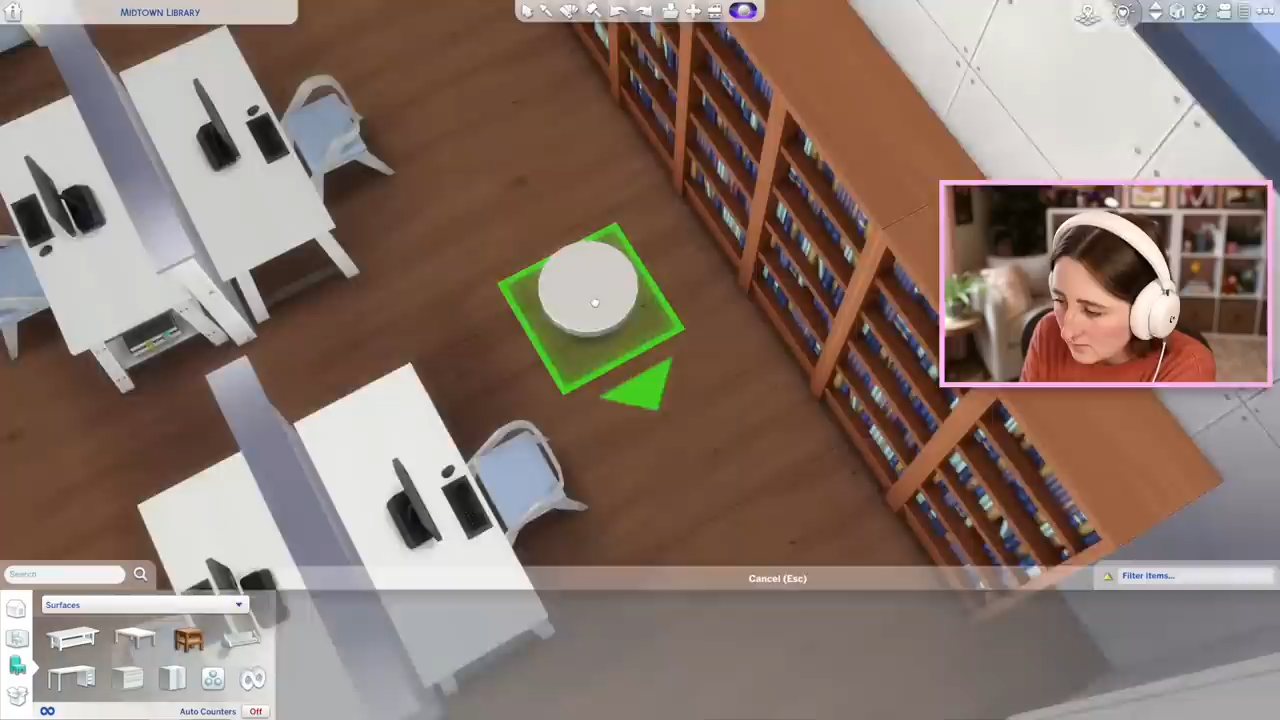 MIDTOWN LIBRARY
Search
Cancel (Esc)
Filter Items...
Surfaces
Auto Counters
Off